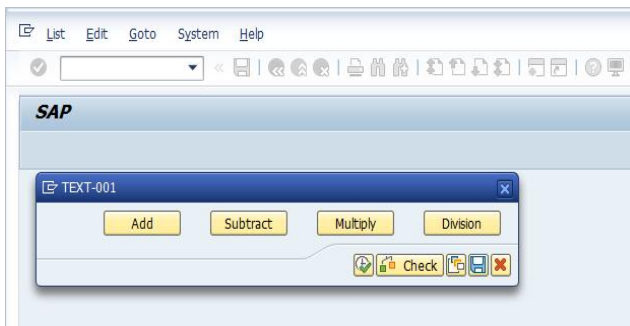 List Edit Goto System Help
SAP
TEXT-001
Add Subtract Multiply Division
Check